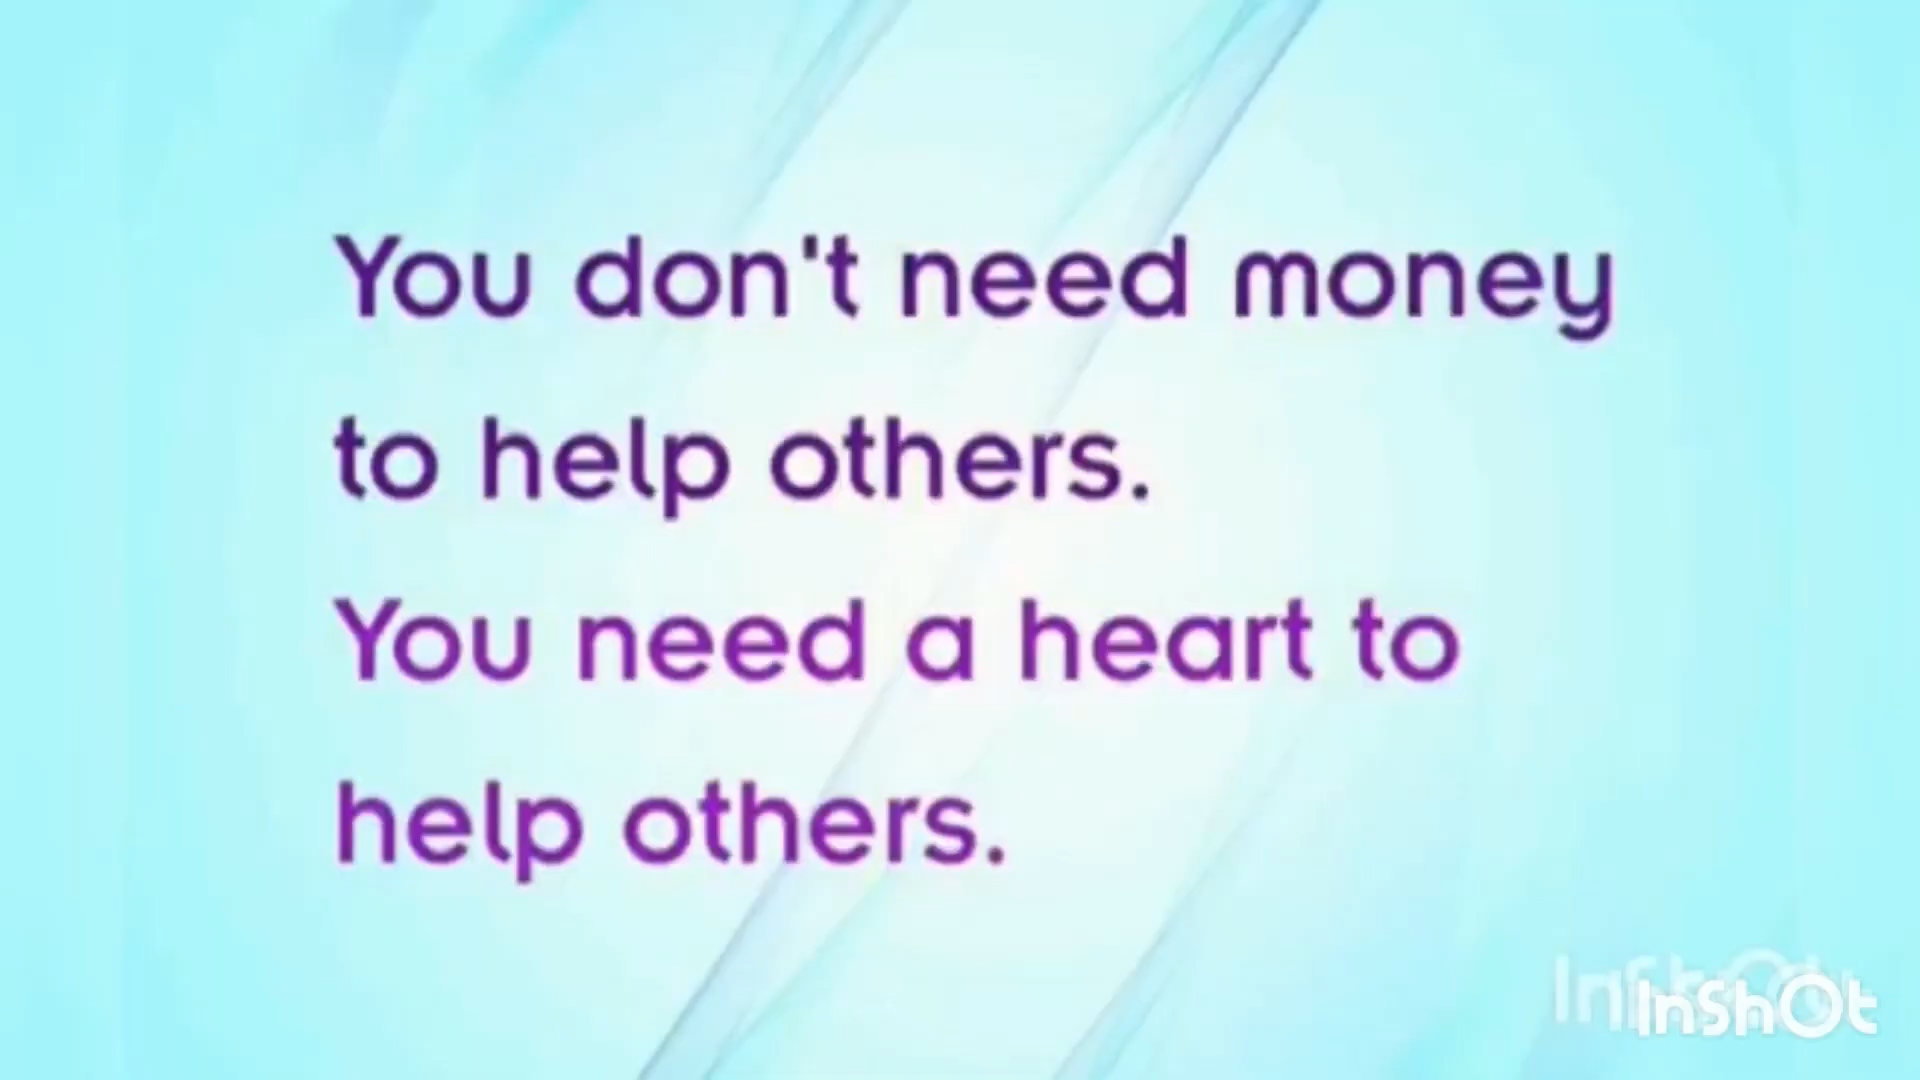 You don't need money
to help others.
You need a heart to
help others.
InShOt